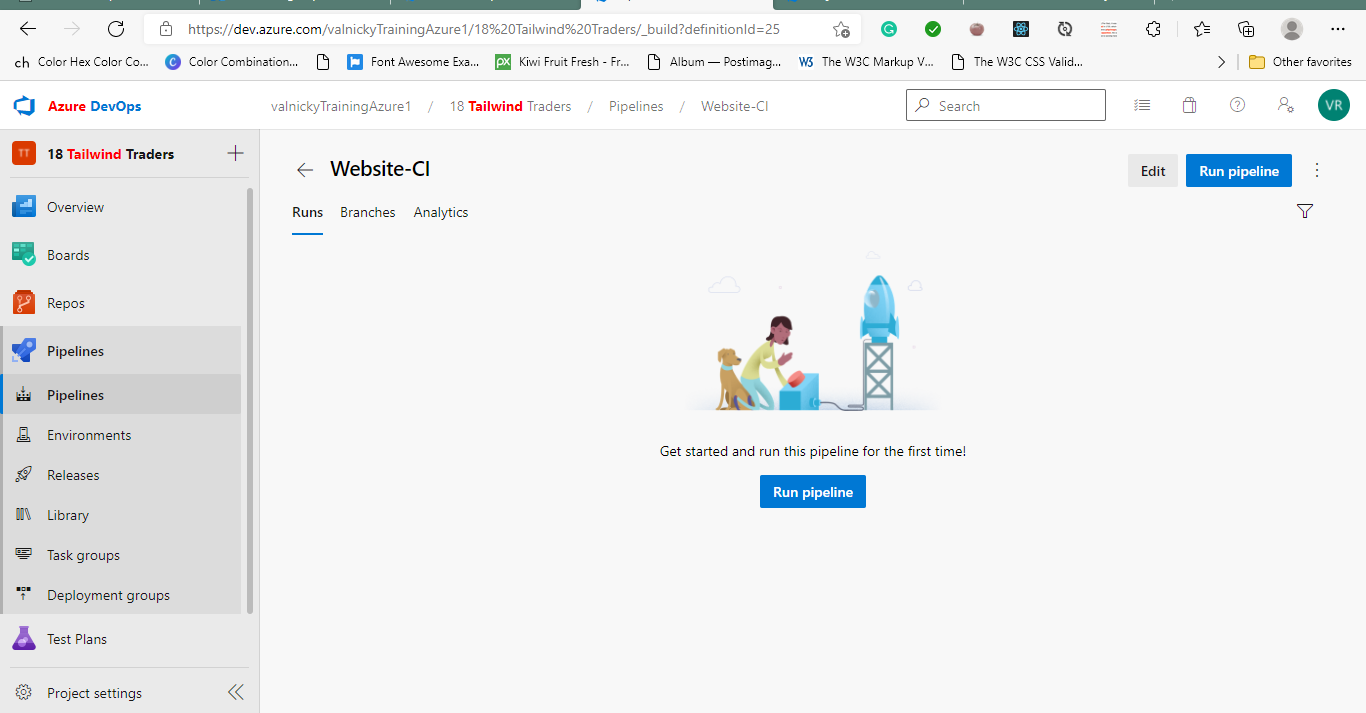 https://dev.azure.com/valnickyTrainingAzure1/18%20Tailwind%20Traders/_build?definitionId=25
ch Color Hex Color Co... Color Combination... Font Awesome Exa... Kiwi Fruit Fresh - Fr... Album — Postimag... W3 The W3C Markup V... The W3C CSS Valid... Other favorites
Azure DevOps valnickyTrainingAzure1 / 18 Tailwind Traders / Pipelines / Website-CI Search VR
TT 18 Tailwind Traders
Website-CI Edit Run pipeline
Overview
Runs Branches Analytics
Boards
Repos
Pipelines
Pipelines
Environments
Releases
Library
Task groups
Deployment groups
Test Plans
Project settings
Get started and run this pipeline for the first time!
Run pipeline